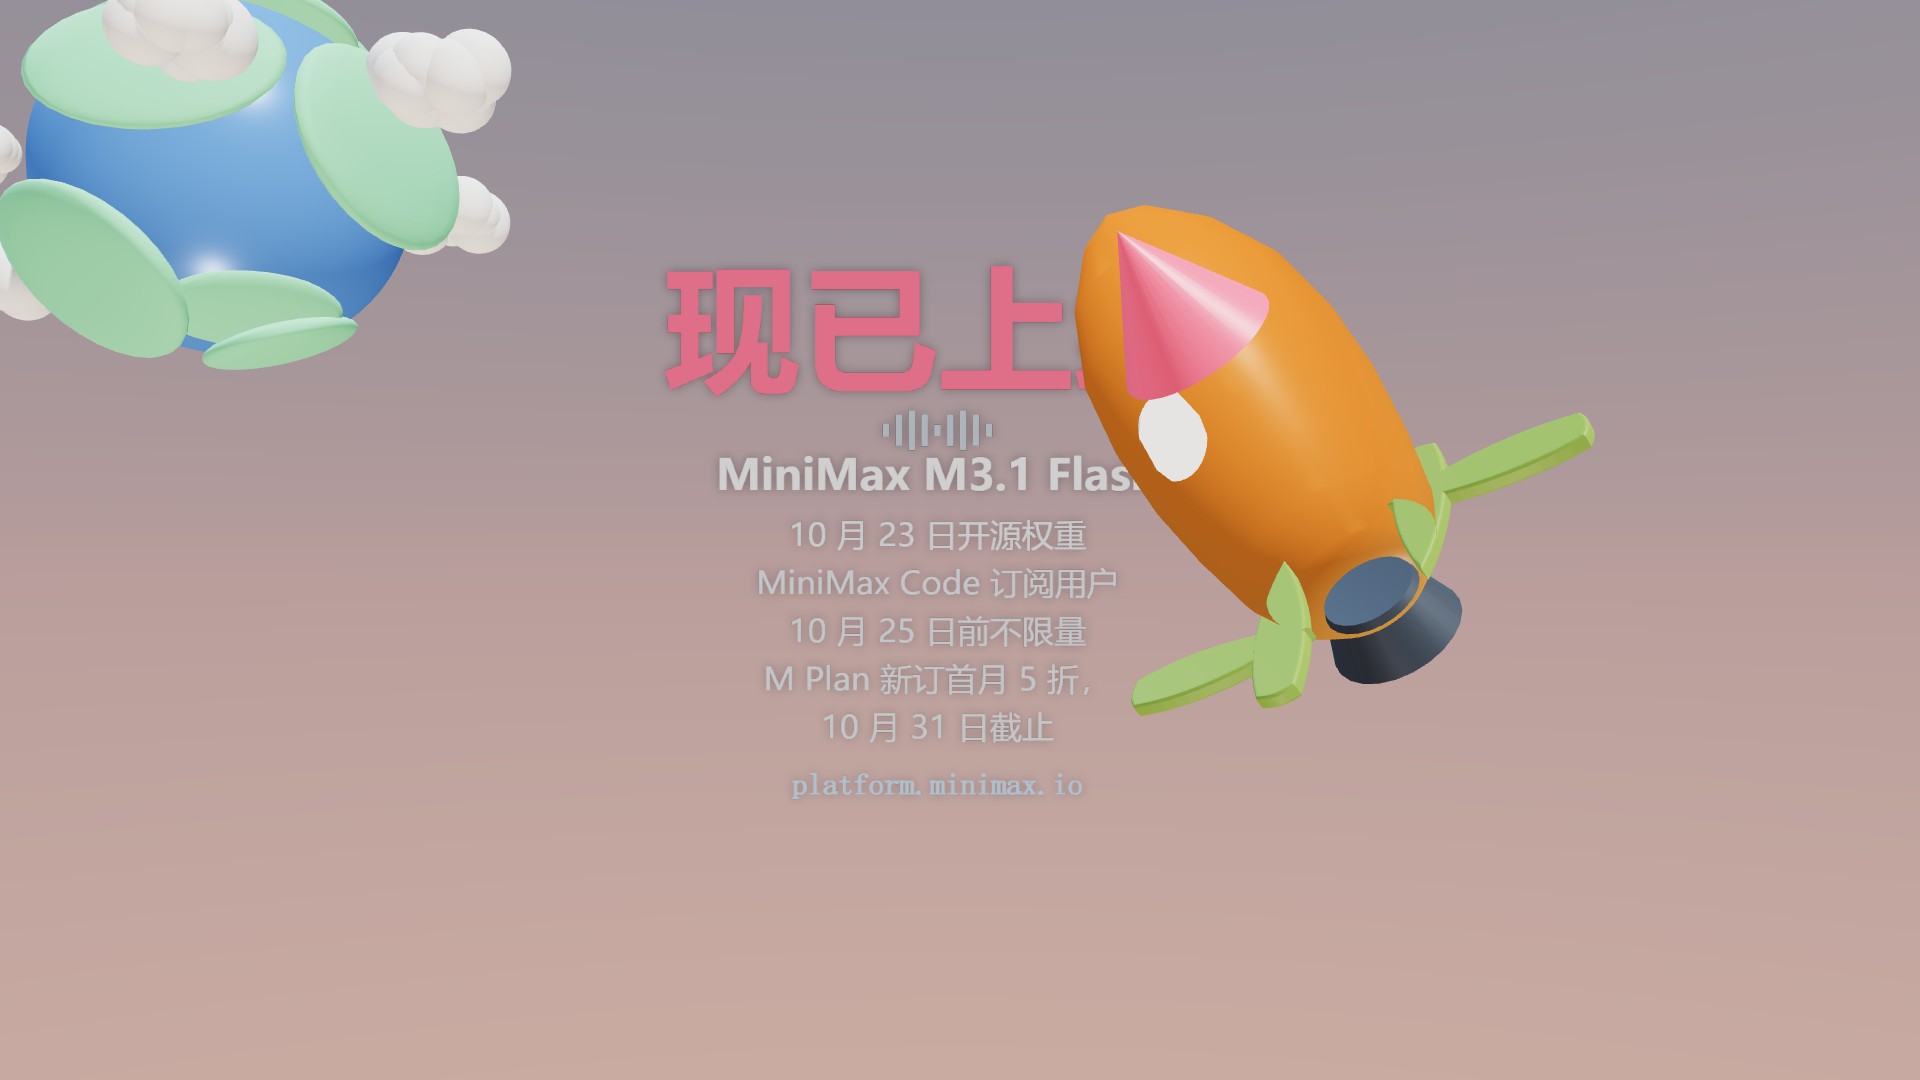 现已上
MiniMax M3.1
10 月 23 日开源权重
MiniMax Code 订阅用户
10 月 25 日前不限量
M Plan 新订首月 5 折，
10 月 31 日截止
platform.minimax.io